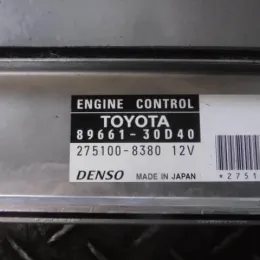 ENGINE CONTROL
TOYOTA
89661-30D40
275100-8380 12V
DENSO MADE IN JAPAN
*2751